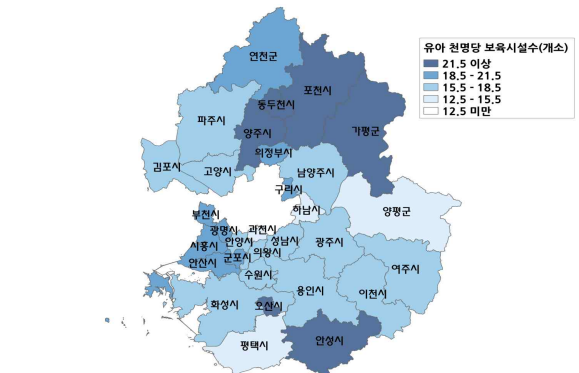 유아 천명당 보육시설수(개소)
21.5 이상
18.5 - 21.5
15.5 - 18.5
12.5 - 15.5
12.5 미만
연천군
포천시
동두천시
파주시
양주시
가평군
의정부시
김포시
고양시
남양주시
구리시
하남시
양평군
부천시
광명시
과천시
시흥시
안양시
성남시
광주시
안산시
군포시
의왕시
여주시
수원시
용인시
이천시
화성시
오산시
평택시
안성시